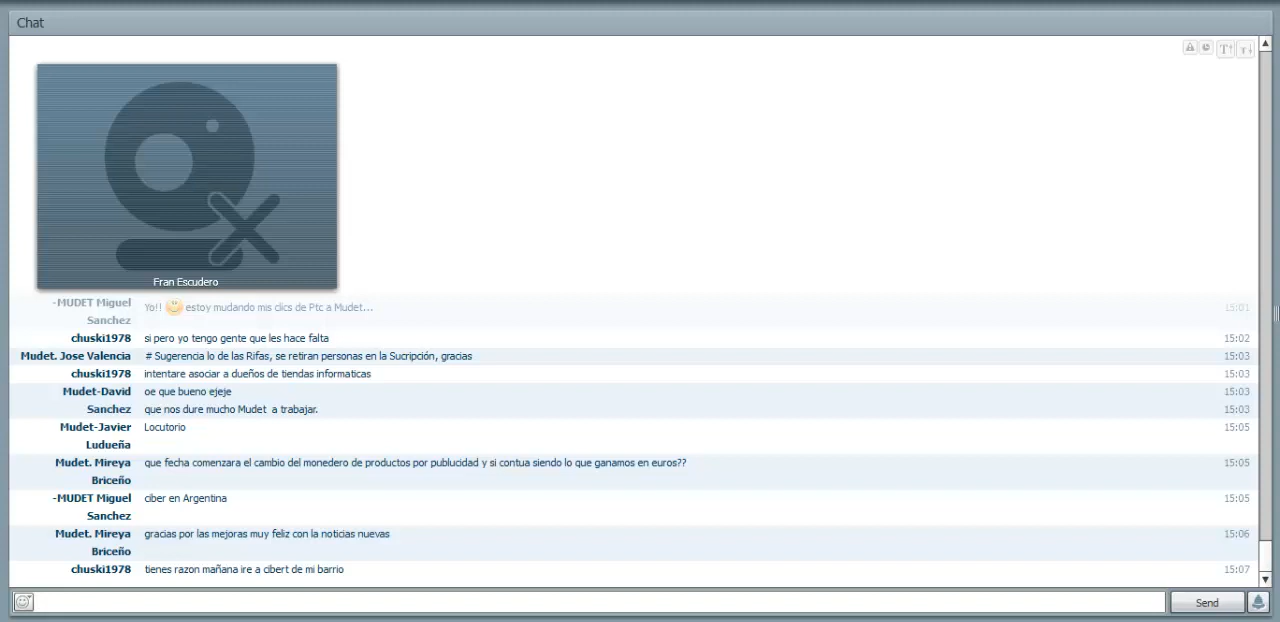 Chat
T↑ T↓
Fran Escudero
-MUDET Miguel Sanchez Yo!! estoy mudando mis clics de Ptc a Mudet... 15:01
chuski1978 si pero yo tengo gente que les hace falta 15:02
Mudet. Jose Valencia # Sugerencia lo de las Rifas, se retiran personas en la Sucripción, gracias 15:03
chuski1978 intentare asociar a dueños de tiendas informaticas 15:03
Mudet-David oe que bueno ejeje 15:03
Sanchez que nos dure mucho Mudet a trabajar. 15:03
Mudet-Javier Ludueña Locutorio 15:05
Mudet. Mireya Briceño que fecha comenzara el cambio del monedero de productos por publucidad y si contua siendo lo que ganamos en euros?? 15:05
-MUDET Miguel Sanchez ciber en Argentina 15:05
Mudet. Mireya Briceño gracias por las mejoras muy feliz con la noticias nuevas 15:06
chuski1978 tienes razon mañana ire a cibert de mi barrio 15:07
Send